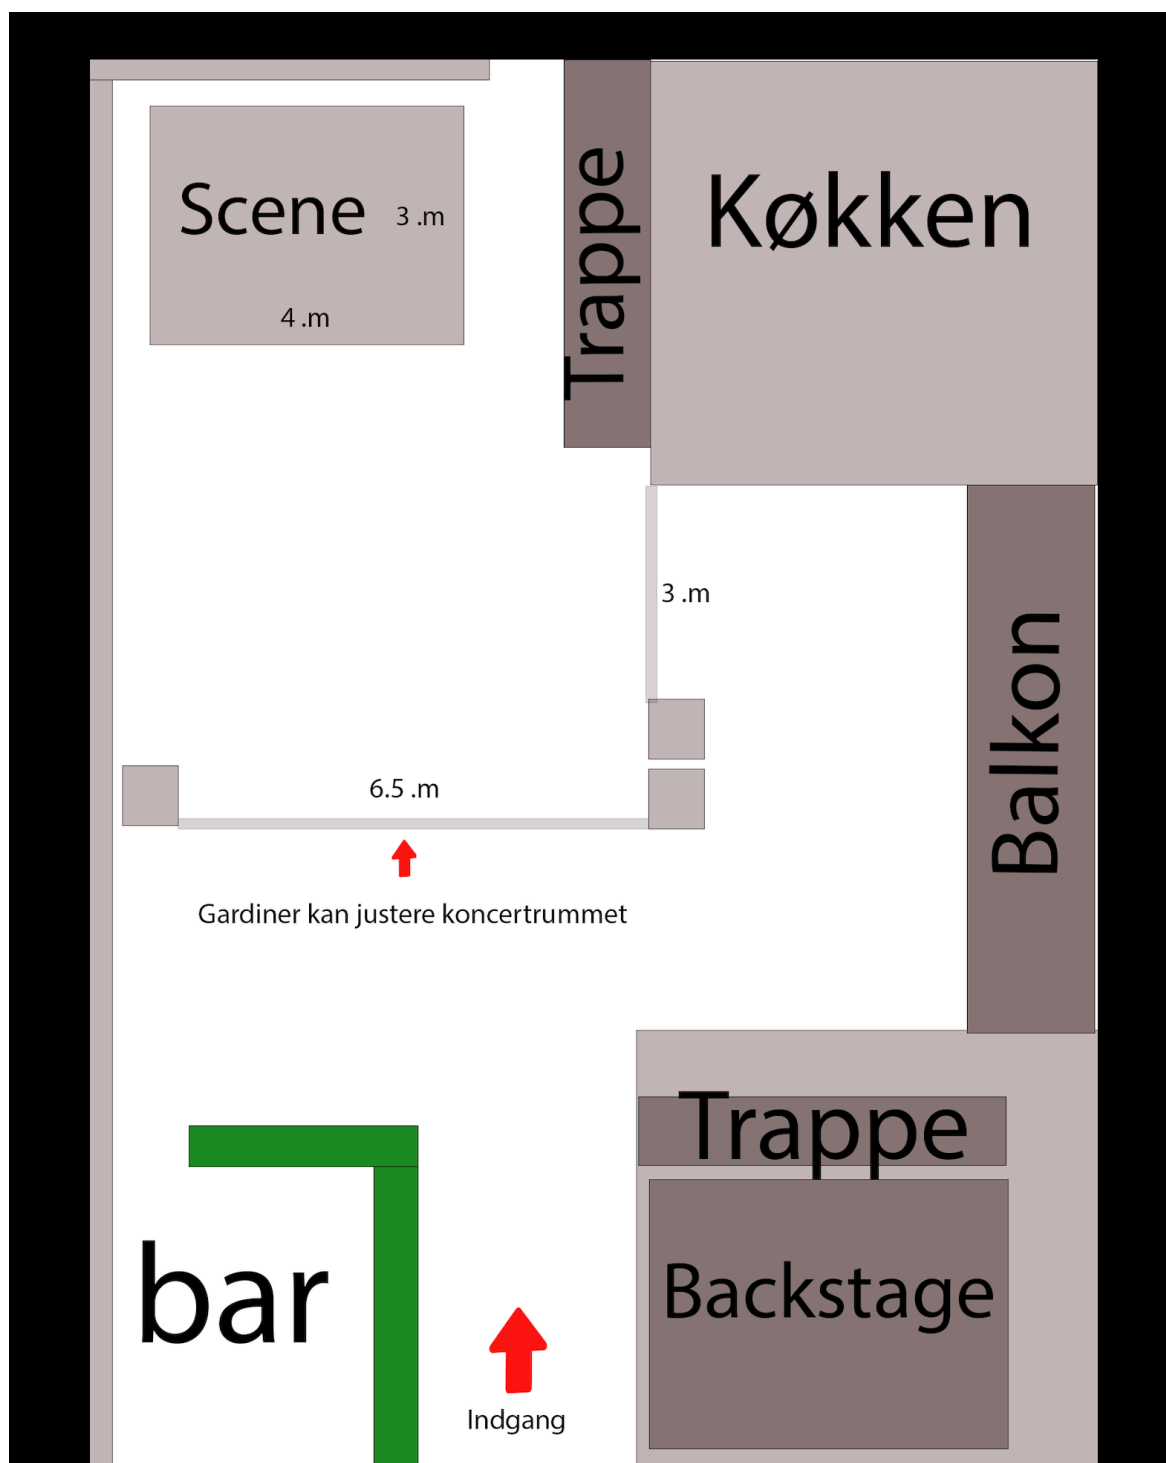 Scene
3 .m
4 .m
Trappe
Køkken
3 .m
Balkon
6.5 .m
Gardiner kan justere koncertrummet
Trappe
Backstage
bar
Indgang